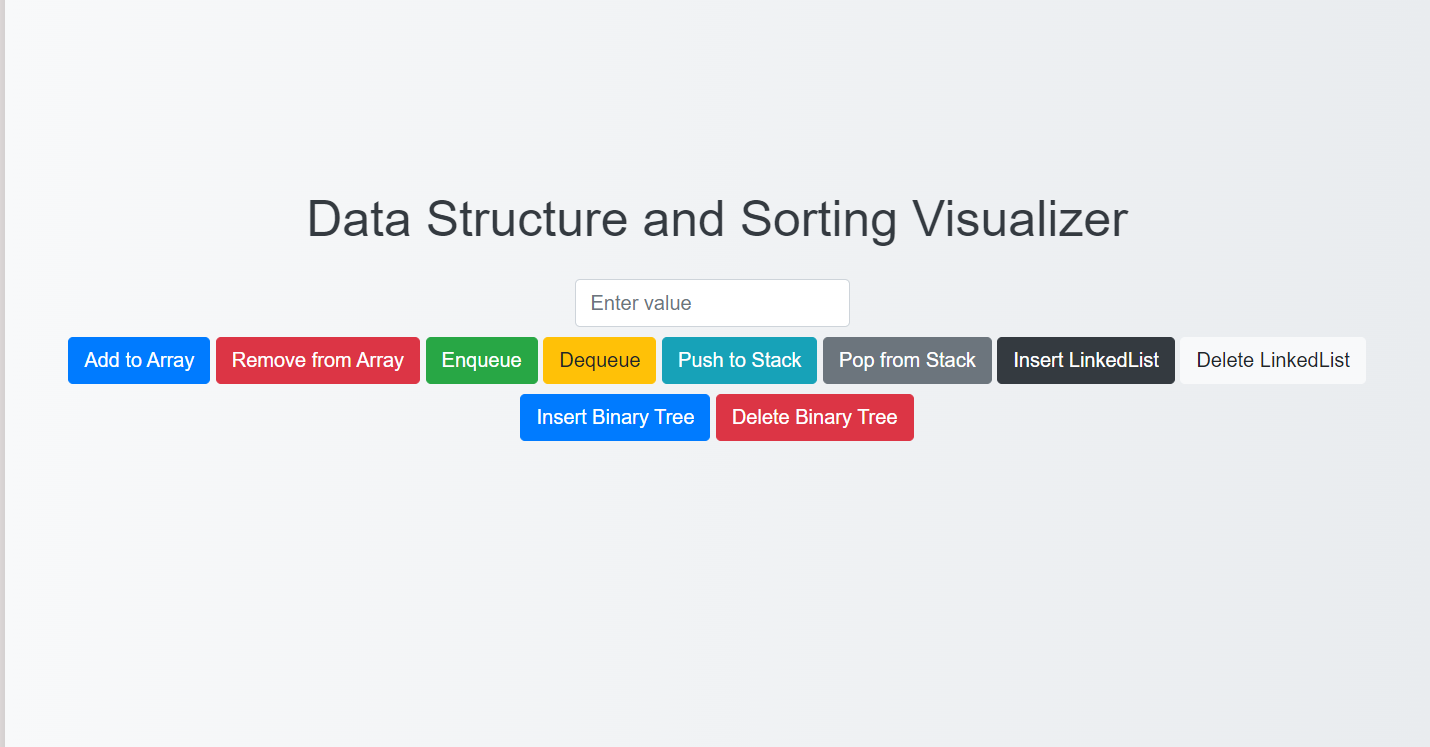 Data Structure and Sorting Visualizer
Enter value
Add to Array Remove from Array Enqueue Dequeue Push to Stack Pop from Stack Insert LinkedList Delete LinkedList
Insert Binary Tree Delete Binary Tree